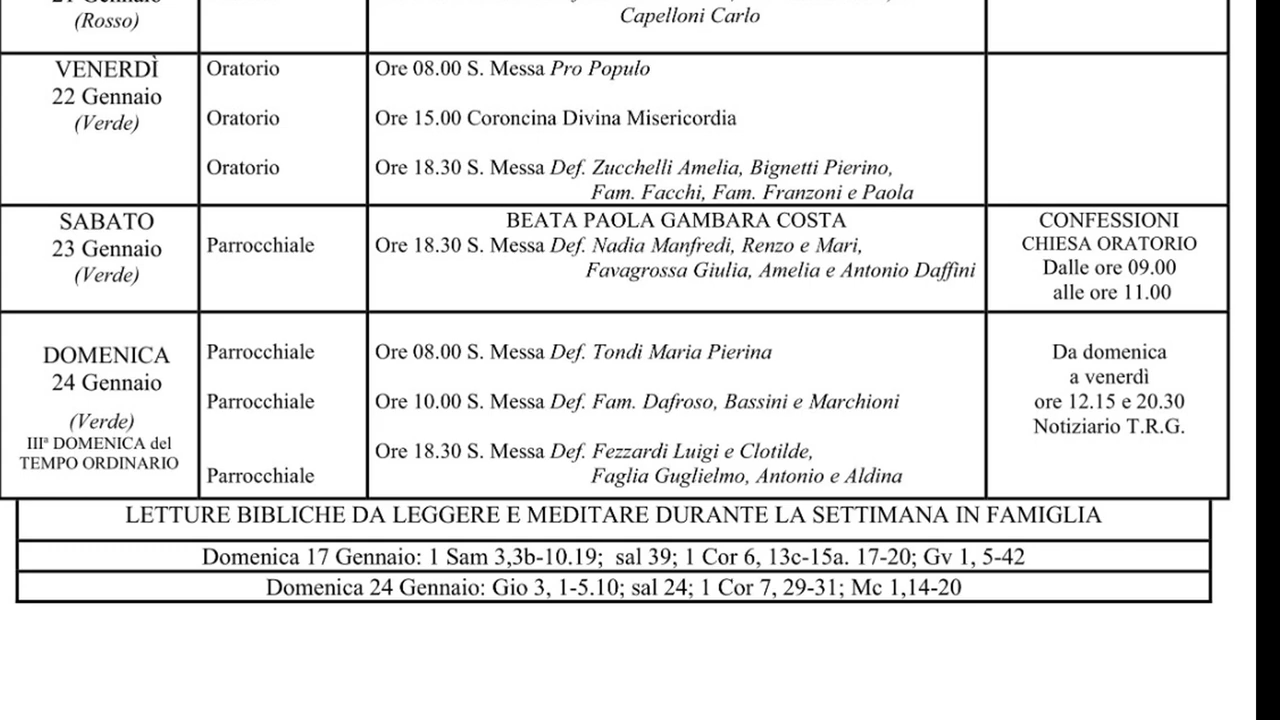 Gennaio
(Rosso)
Capelloni Carlo
VENERDÌ
22 Gennaio
(Verde)
Oratorio
Ore 08.00 S. Messa Pro Populo
Oratorio
Ore 15.00 Coroncina Divina Misericordia
Oratorio
Ore 18.30 S. Messa Def. Zucchelli Amelia, Bignetti Pierino,
Fam. Facchi, Fam. Franzoni e Paola
SABATO
23 Gennaio
(Verde)
Parrocchiale
BEATA PAOLA GAMBARA COSTA
Ore 18.30 S. Messa Def. Nadia Manfredi, Renzo e Mari,
Favagrossa Giulia, Amelia e Antonio Daffini
CONFESSIONI
CHIESA ORATORIO
Dalle ore 09.00
alle ore 11.00
DOMENICA
24 Gennaio
(Verde)
IIIª DOMENICA del
TEMPO ORDINARIO
Parrocchiale
Ore 08.00 S. Messa Def. Tondi Maria Pierina
Parrocchiale
Ore 10.00 S. Messa Def. Fam. Dafroso, Bassini e Marchioni
Ore 18.30 S. Messa Def. Fezzardi Luigi e Clotilde,
Parrocchiale
Faglia Guglielmo, Antonio e Aldina
Da domenica
a venerdì
ore 12.15 e 20.30
Notiziario T.R.G.
LETTURE BIBLICHE DA LEGGERE E MEDITARE DURANTE LA SETTIMANA IN FAMIGLIA
Domenica 17 Gennaio: 1 Sam 3,3b-10.19; sal 39; 1 Cor 6, 13c-15a. 17-20; Gv 1, 5-42
Domenica 24 Gennaio: Gio 3, 1-5.10; sal 24; 1 Cor 7, 29-31; Mc 1,14-20